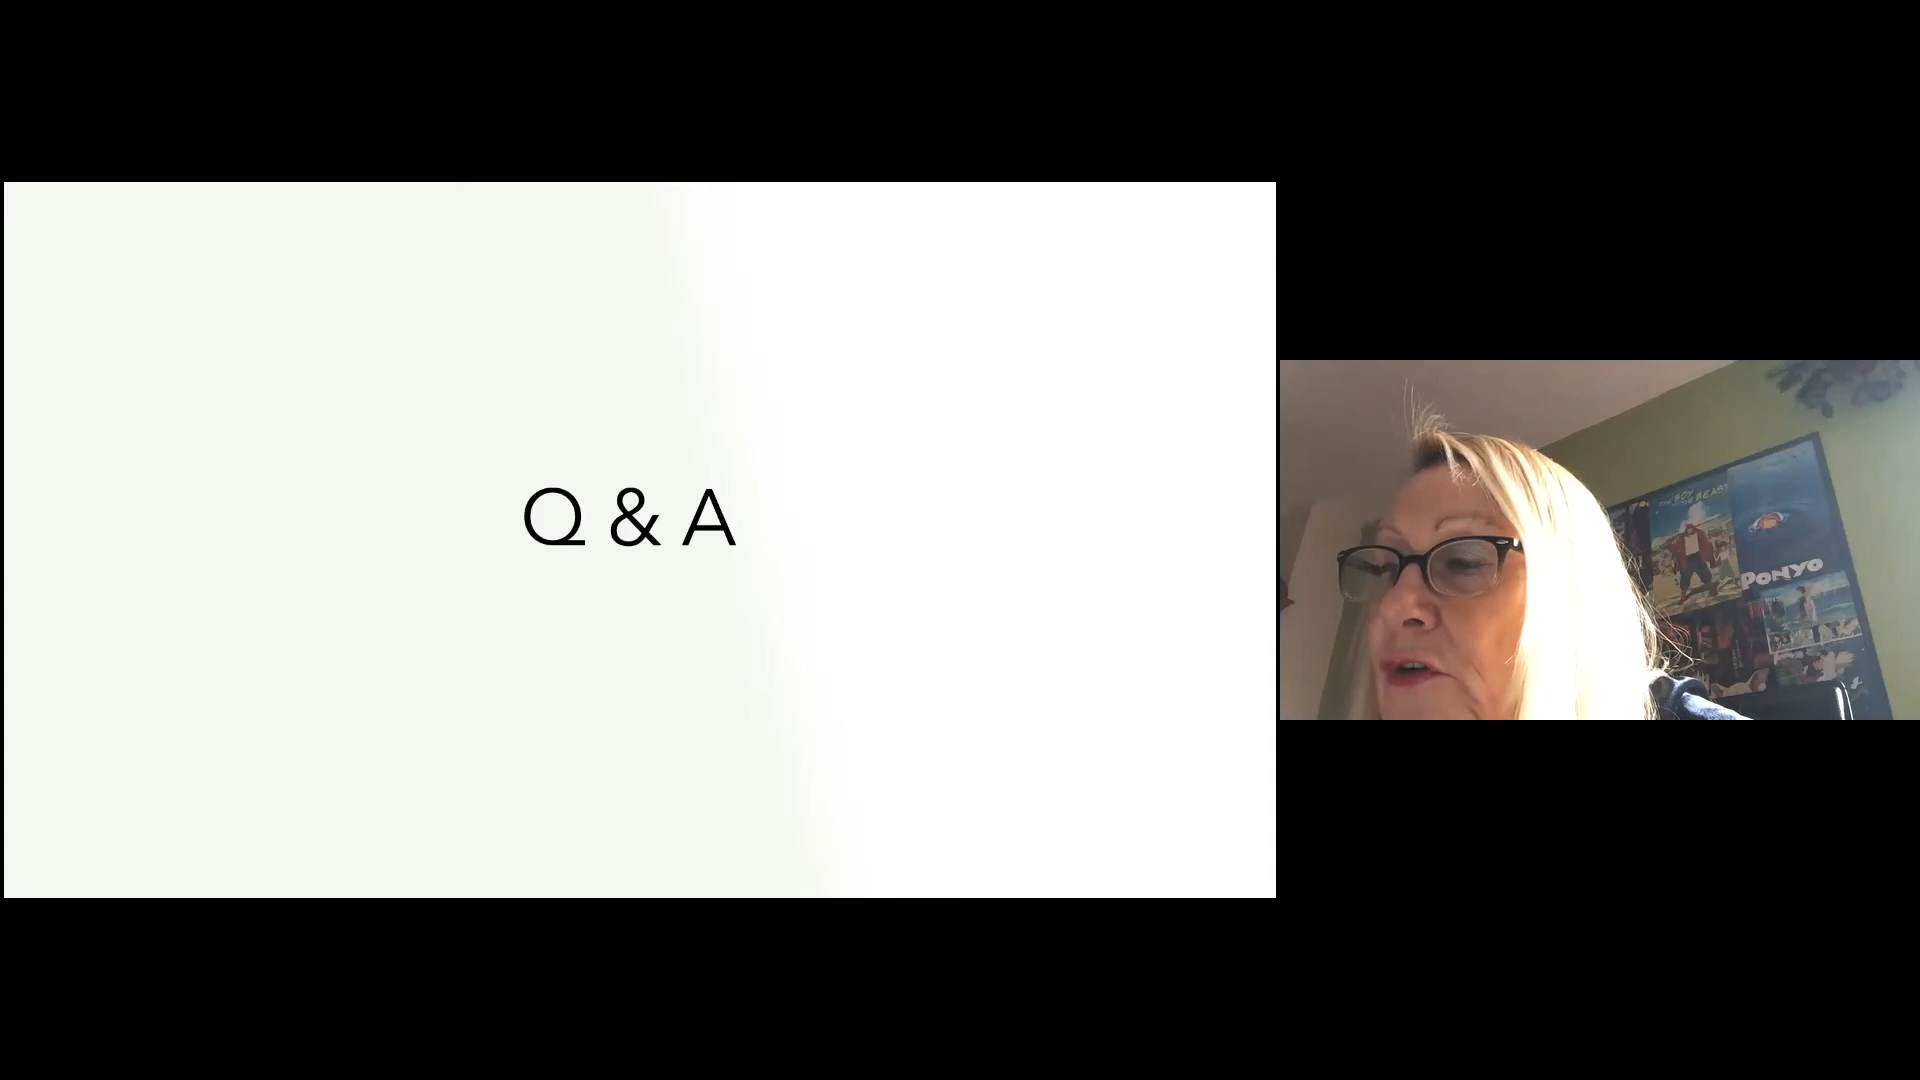 Q & A
THE BOY
AND THE BEAST
PONYO